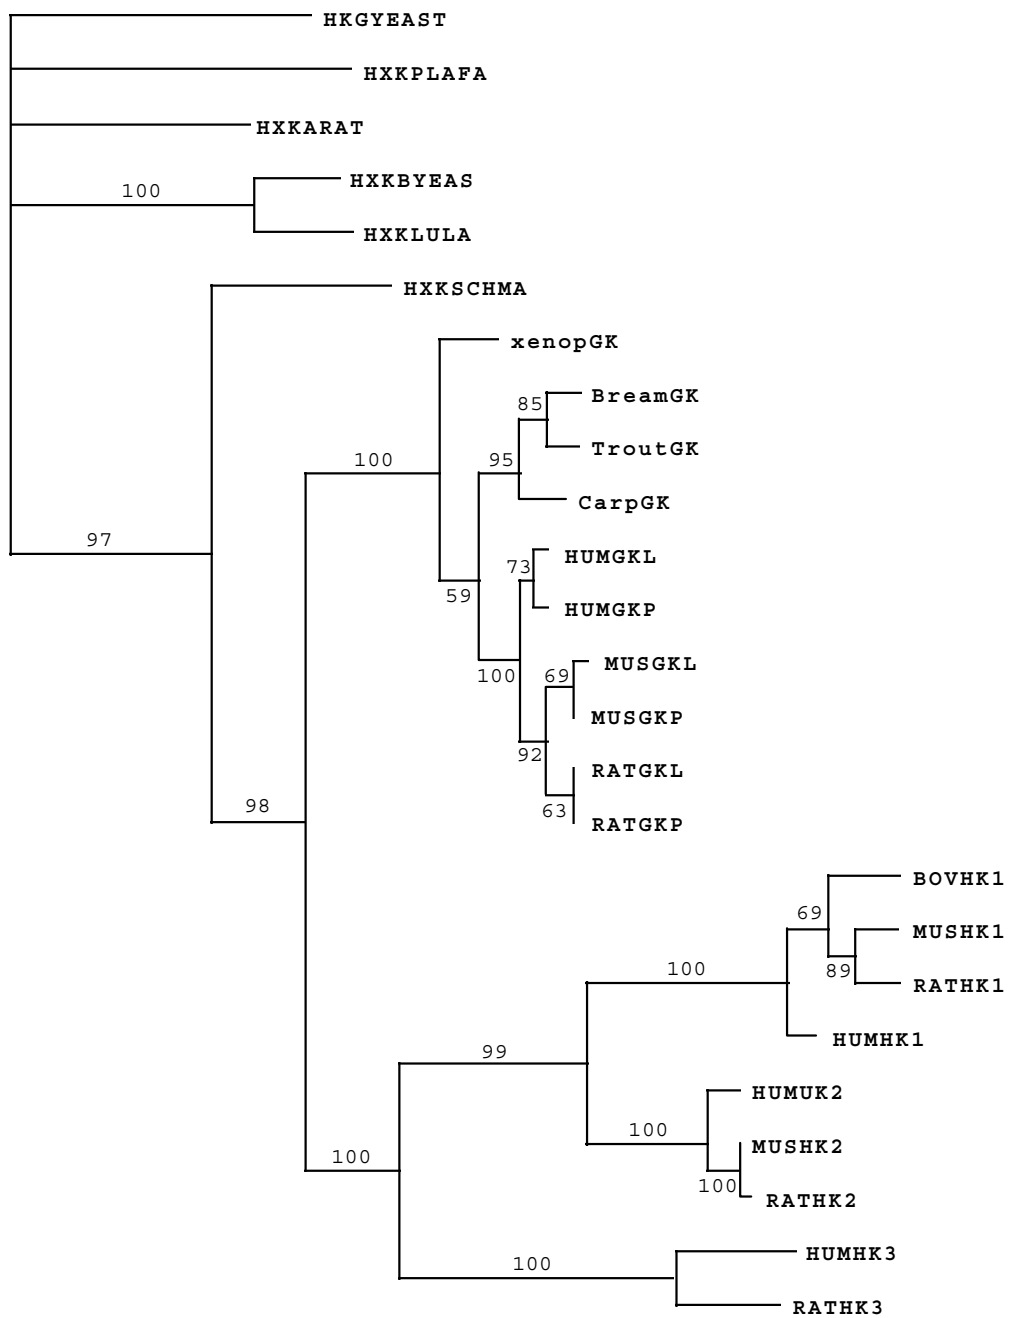 HKGYEAST
HXKPLAFA
HXKARAT
100
HXKBYEAS
HXKLULA
HXKSCHMA
xenopGK
85
BreamGK
TroutGK
100
95
CarpGK
97
HUMGKL
73
59
HUMGKP
100
MUSGKL
69
MUSGKP
92
RATGKL
98
63
RATGKP
BOVHK1
69
MUSHK1
100
89
RATHK1
HUMHK1
99
HUMUK2
100
MUSHK2
100
100
RATHK2
HUMHK3
100
RATHK3